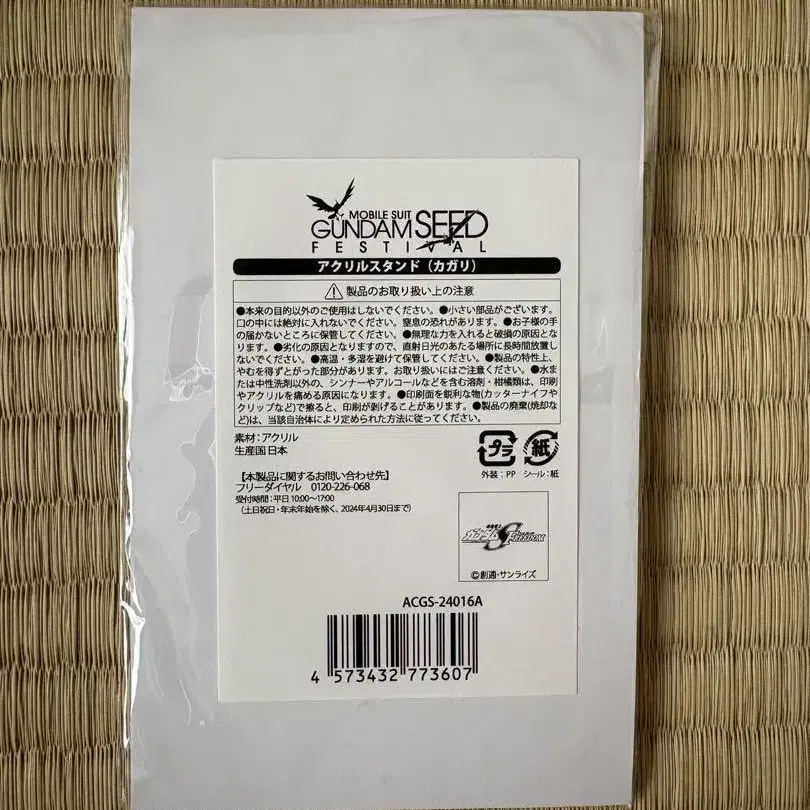 MOBILE SUIT
GUNDAM SEED
FESTIVAL
アクリルスタンド（カガリ）
製品のお取り扱い上の注意
●本来の目的以外のご使用はしないでください。●小さい部品がございます。
口の中には絶対に入れないでください。窒息の恐れがあります。●お子様の手
の届かないところに保管してください。●無理な力を入れると破損の原因とな
ります。●劣化の原因となりますので、直射日光のあたる場所に長時間放置し
ないでください。●高温・多湿を避けて保管してください。●製品の特性上、
やむを得ずとがった部分があります。お取り扱いにはご注意ください。●水ま
たは中性洗剤以外の、シンナーやアルコールなどを含む溶剤・柑橘類は、印刷
やアクリルを痛める原因になります。●印刷面を鋭利な物(カッターナイフや
クリップなど)で擦ると、印刷が剥げることがあります。●製品の廃棄(焼却な
ど)は、当該自治体により定められた方法に従ってください。
素材：アクリル
生産国 日本
プラ 紙
外装：PP シール：紙
【本製品に関するお問い合わせ先】
フリーダイヤル 0120-226-068
受付時間：平日 10:00～17:00
（土日祝日・年末年始を除く、2024年4月30日まで）
機動戦士
ガンダムSEED FREEDOM
©創通・サンライズ
ACGS-24016A
4 573432 773607